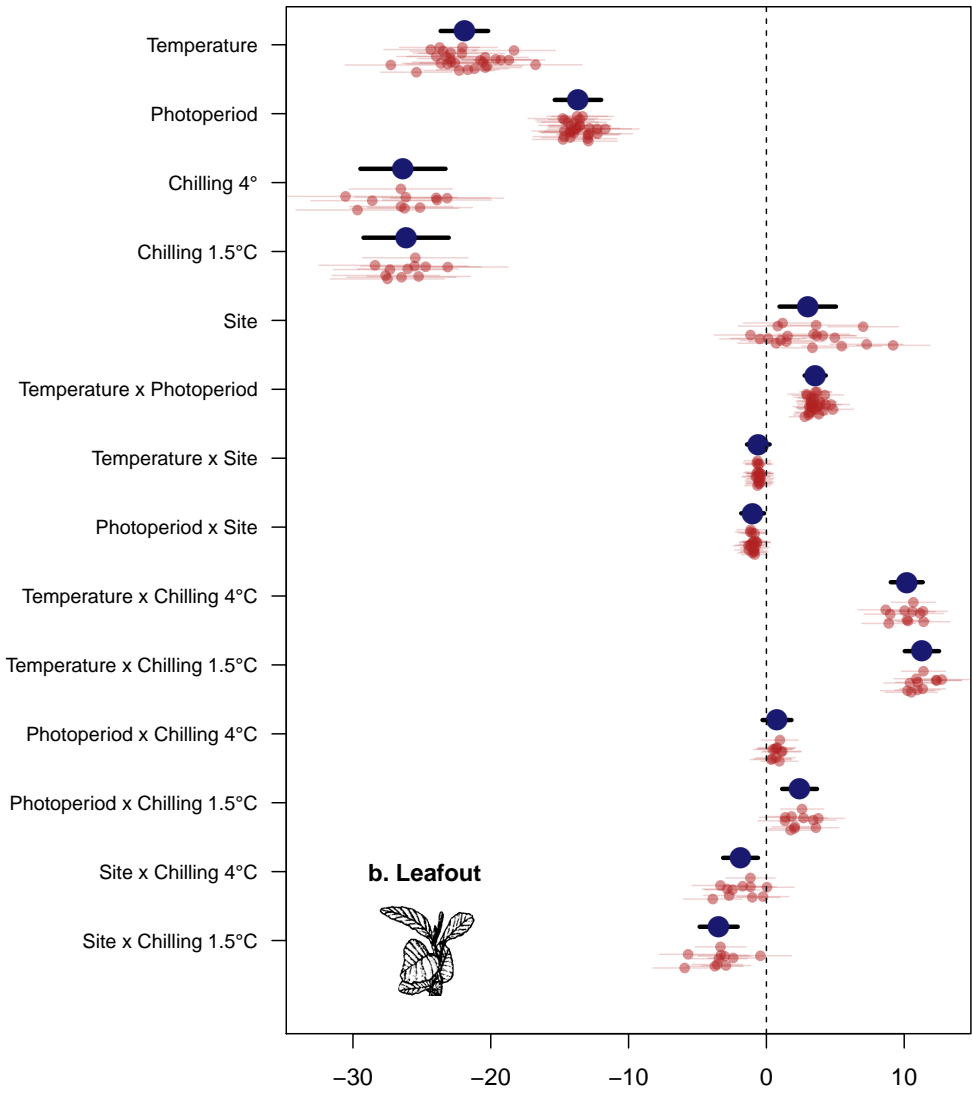 Temperature
Photoperiod
Chilling 4°
Chilling 1.5°C
Site
Temperature x Photoperiod
Temperature x Site
Photoperiod x Site
Temperature x Chilling 4°C
Temperature x Chilling 1.5°C
Photoperiod x Chilling 4°C
Photoperiod x Chilling 1.5°C
Site x Chilling 4°C
b. Leafout
Site x Chilling 1.5°C
−30 −20 −10 0 10